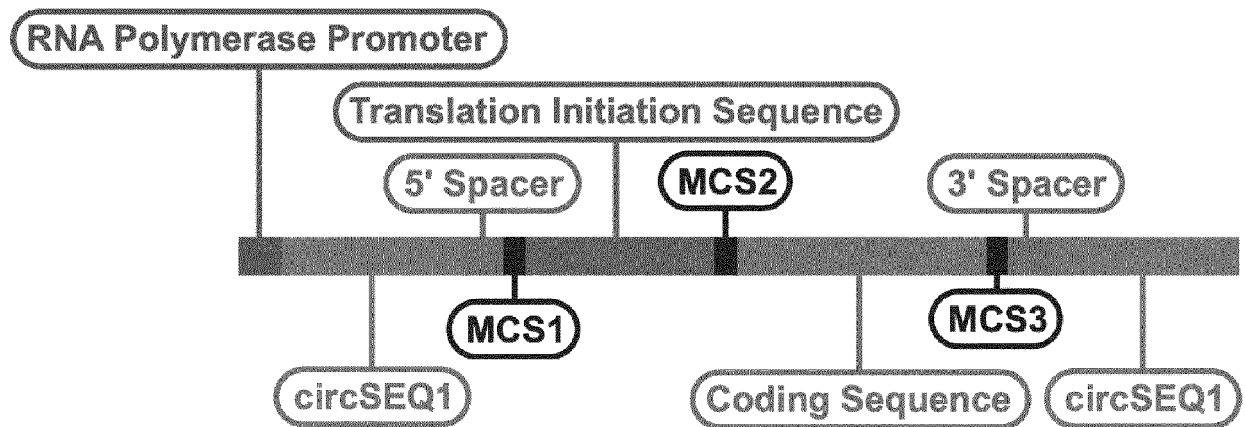 RNA Polymerase Promoter
Translation Initiation Sequence
5' Spacer
MCS2
3' Spacer
MCS1
MCS3
circSEQ1
Coding Sequence
circSEQ1